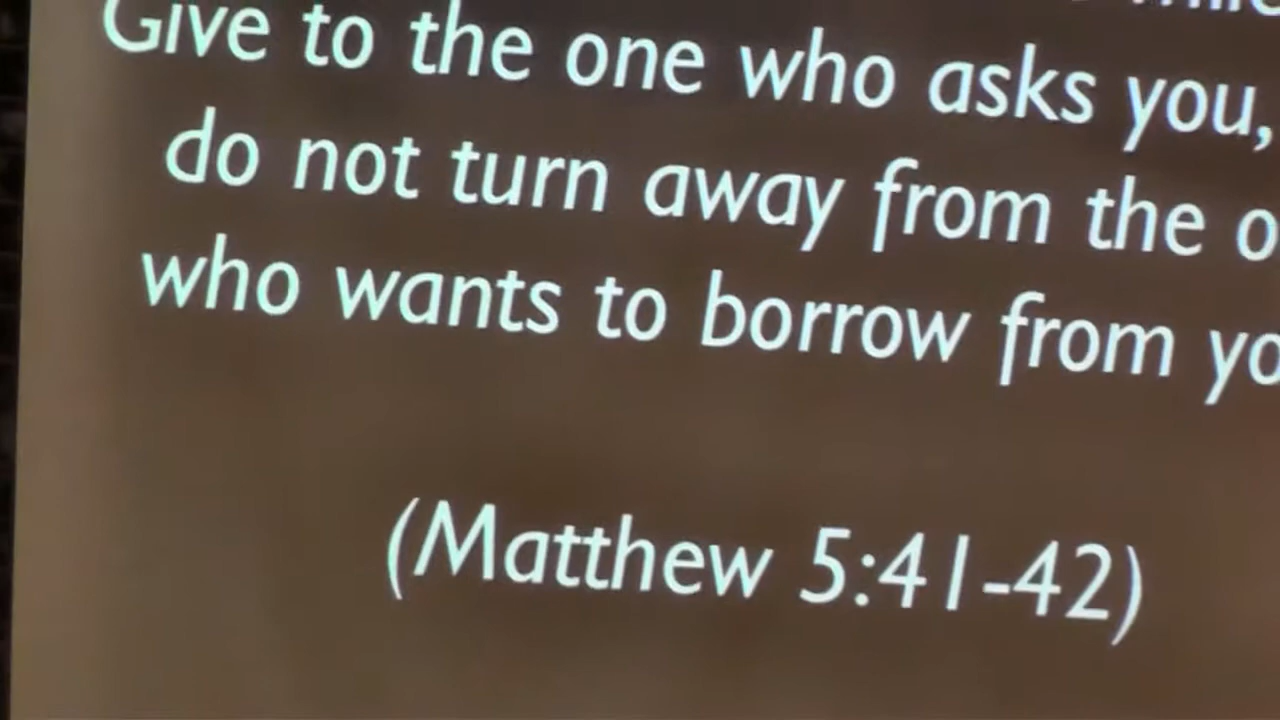 Give to the one who asks you,
do not turn away from the
who wants to borrow from
(Matthew 5:41-42)